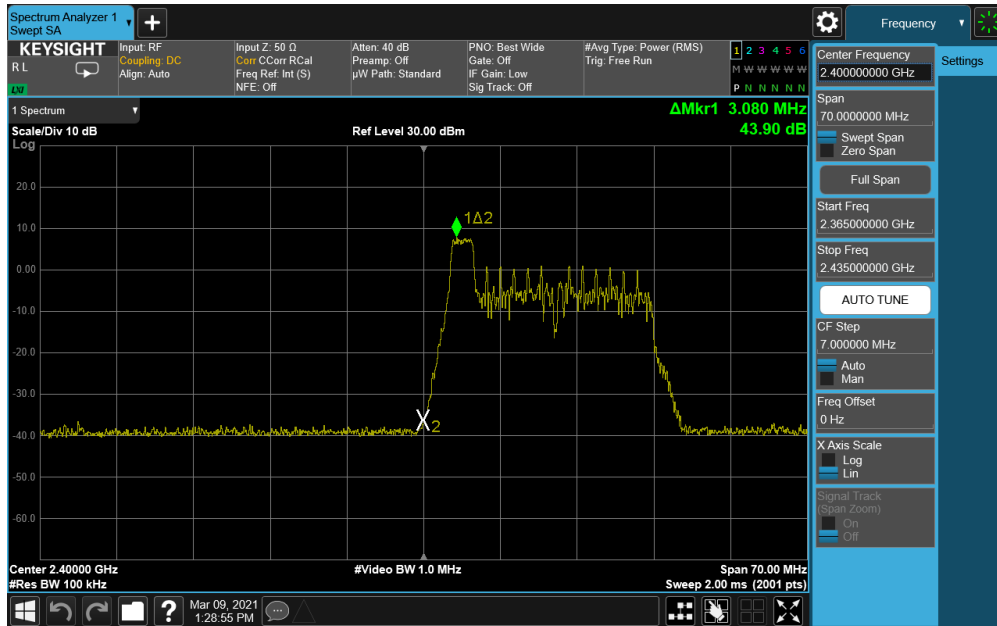 Spectrum Analyzer 1
Swept SA
+
Frequency
KEYSIGHT
R L
LXI
Input: RF
Coupling: DC
Align: Auto
Input Z: 50 Ω
Corr CCorr RCal
Freq Ref: Int (S)
NFE: Off
Atten: 40 dB
Preamp: Off
µW Path: Standard
PNO: Best Wide
Gate: Off
IF Gain: Low
Sig Track: Off
#Avg Type: Power (RMS)
Trig: Free Run
1 2 3 4 5 6
M W W W W W
P N N N N N
1 Spectrum
Scale/Div 10 dB
Log
Ref Level 30.00 dBm
ΔMkr1 3.080 MHz
43.90 dB
20.0
10.0
0.00
-10.0
-20.0
-30.0
-40.0
-50.0
-60.0
1Δ2
X2
Center 2.40000 GHz
#Res BW 100 kHz
#Video BW 1.0 MHz
Span 70.00 MHz
Sweep 2.00 ms (2001 pts)
Center Frequency
2.400000000 GHz
Settings
Span
70.0000000 MHz
Swept Span
Zero Span
Full Span
Start Freq
2.365000000 GHz
Stop Freq
2.435000000 GHz
AUTO TUNE
CF Step
7.000000 MHz
Auto
Man
Freq Offset
0 Hz
X Axis Scale
Log
Lin
Signal Track
(Span Zoom)
On
Off
?
Mar 09, 2021
1:28:55 PM